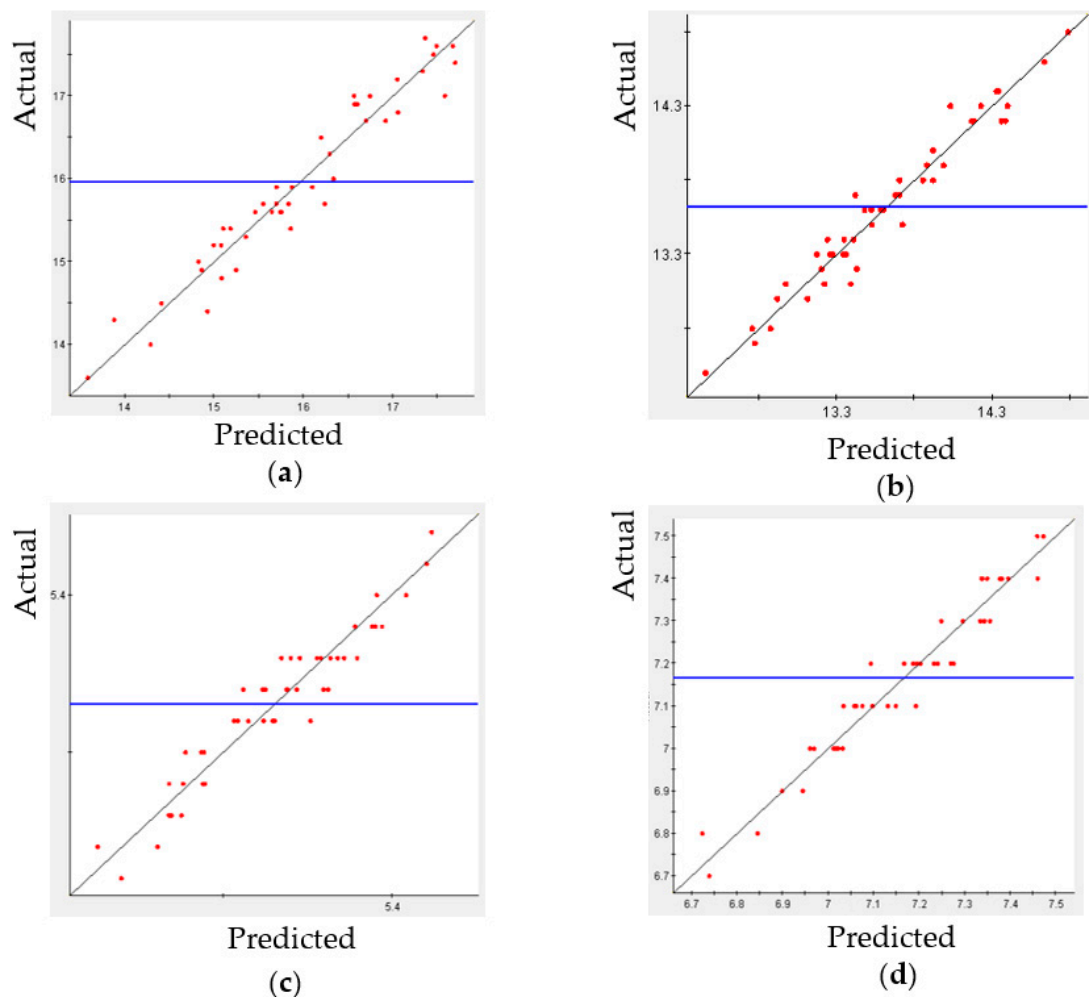 Actual
17
16
15
14
14 15 16 17
Predicted
(a)
Actual
14.3
13.3
13.3 14.3
Predicted
(b)
Actual
5.4
5.4
Predicted
(c)
Actual
7.5
7.4
7.3
7.2
7.1
7
6.9
6.8
6.7
6.7 6.8 6.9 7 7.1 7.2 7.3 7.4 7.5
Predicted
(d)